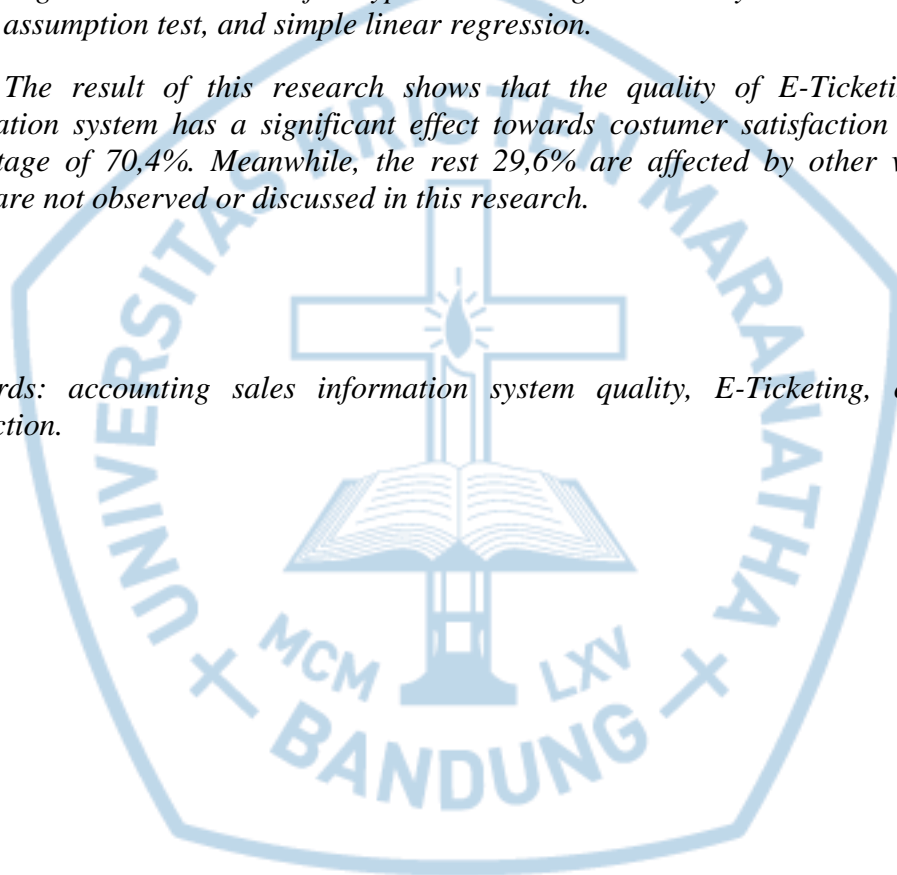 assumption test, and simple linear regression.
The result of this research shows that the quality of E-Ticketi
ation system has a significant effect towards costumer satisfaction
tage of 70,4%. Meanwhile, the rest 29,6% are affected by other v
are not observed or discussed in this research.
rds: accounting sales information system quality, E-Ticketing,
ction.
UNIVERSITAS KRISTEN MARANATHA
MCM LXV
BANDUNG